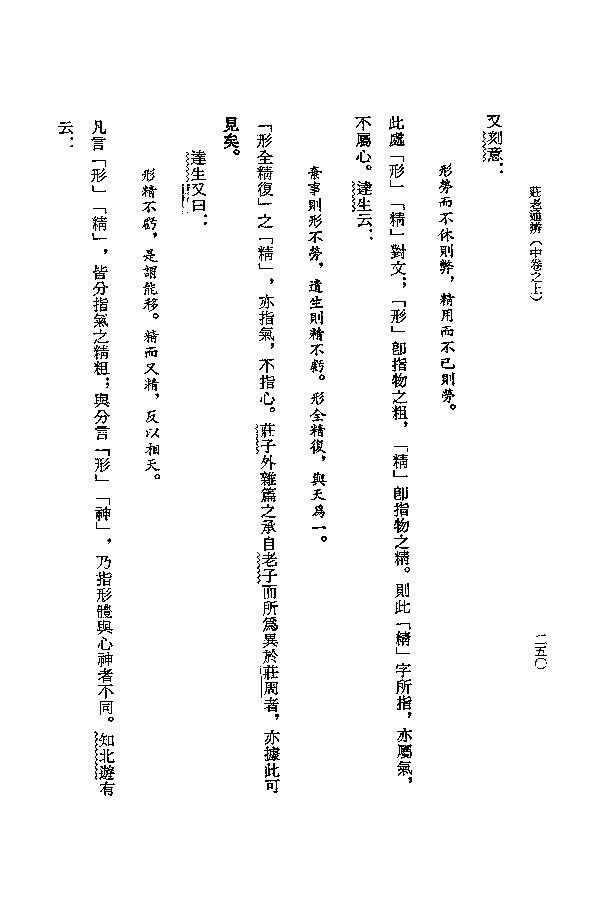 莊老通辨（中卷之上）
二五〇
又刻意：
形勞而不休則弊，精用而不已則勞。
此處「形」「精」對文；「形」卽指物之粗，「精」卽指物之精。則此「精」字所指，亦屬氣，
不屬心。達生云：
棄事則形不勞，遺生則精不虧。形全精復，與天爲一。
「形全精復」之「精」，亦指氣，不指心。莊子外雜篇之承自老子而所爲異於莊周者，亦據此可
見矣。
達生又曰：
形精不虧，是謂能移。精而又精，反以相天。
凡言「形」「精」，皆分指氣之精粗；與分言「形」「神」，乃指形體與心神者不同。知北遊有
云：